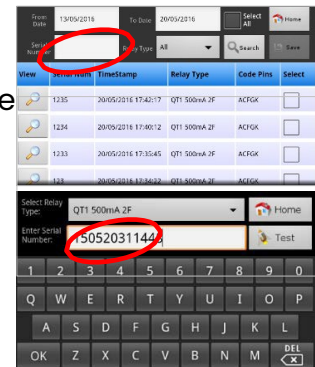 From Date 13/05/2016 To Date 20/05/2016 Select All Home
Serial Number Relay Type All Search Save
View Serial Num TimeStamp Relay Type Code Pins Select
1235 20/05/2016 17:42:17 QT1 500mA 2F ACFGK
1234 20/05/2016 17:40:12 QT1 500mA 2F ACFGK
1233 20/05/2016 17:35:45 QT1 500mA 2F ACFGK
123 20/05/2016 17:34:22 QT1 500mA 2F ACFGK
e
Select Relay Type: QT1 500mA 2F Home
Enter Serial Number: Test
1 2 3 4 5 6 7 8 9 0
Q W E R T Y U I O P
A S D F G H J K L
OK Z X C V B N M DEL